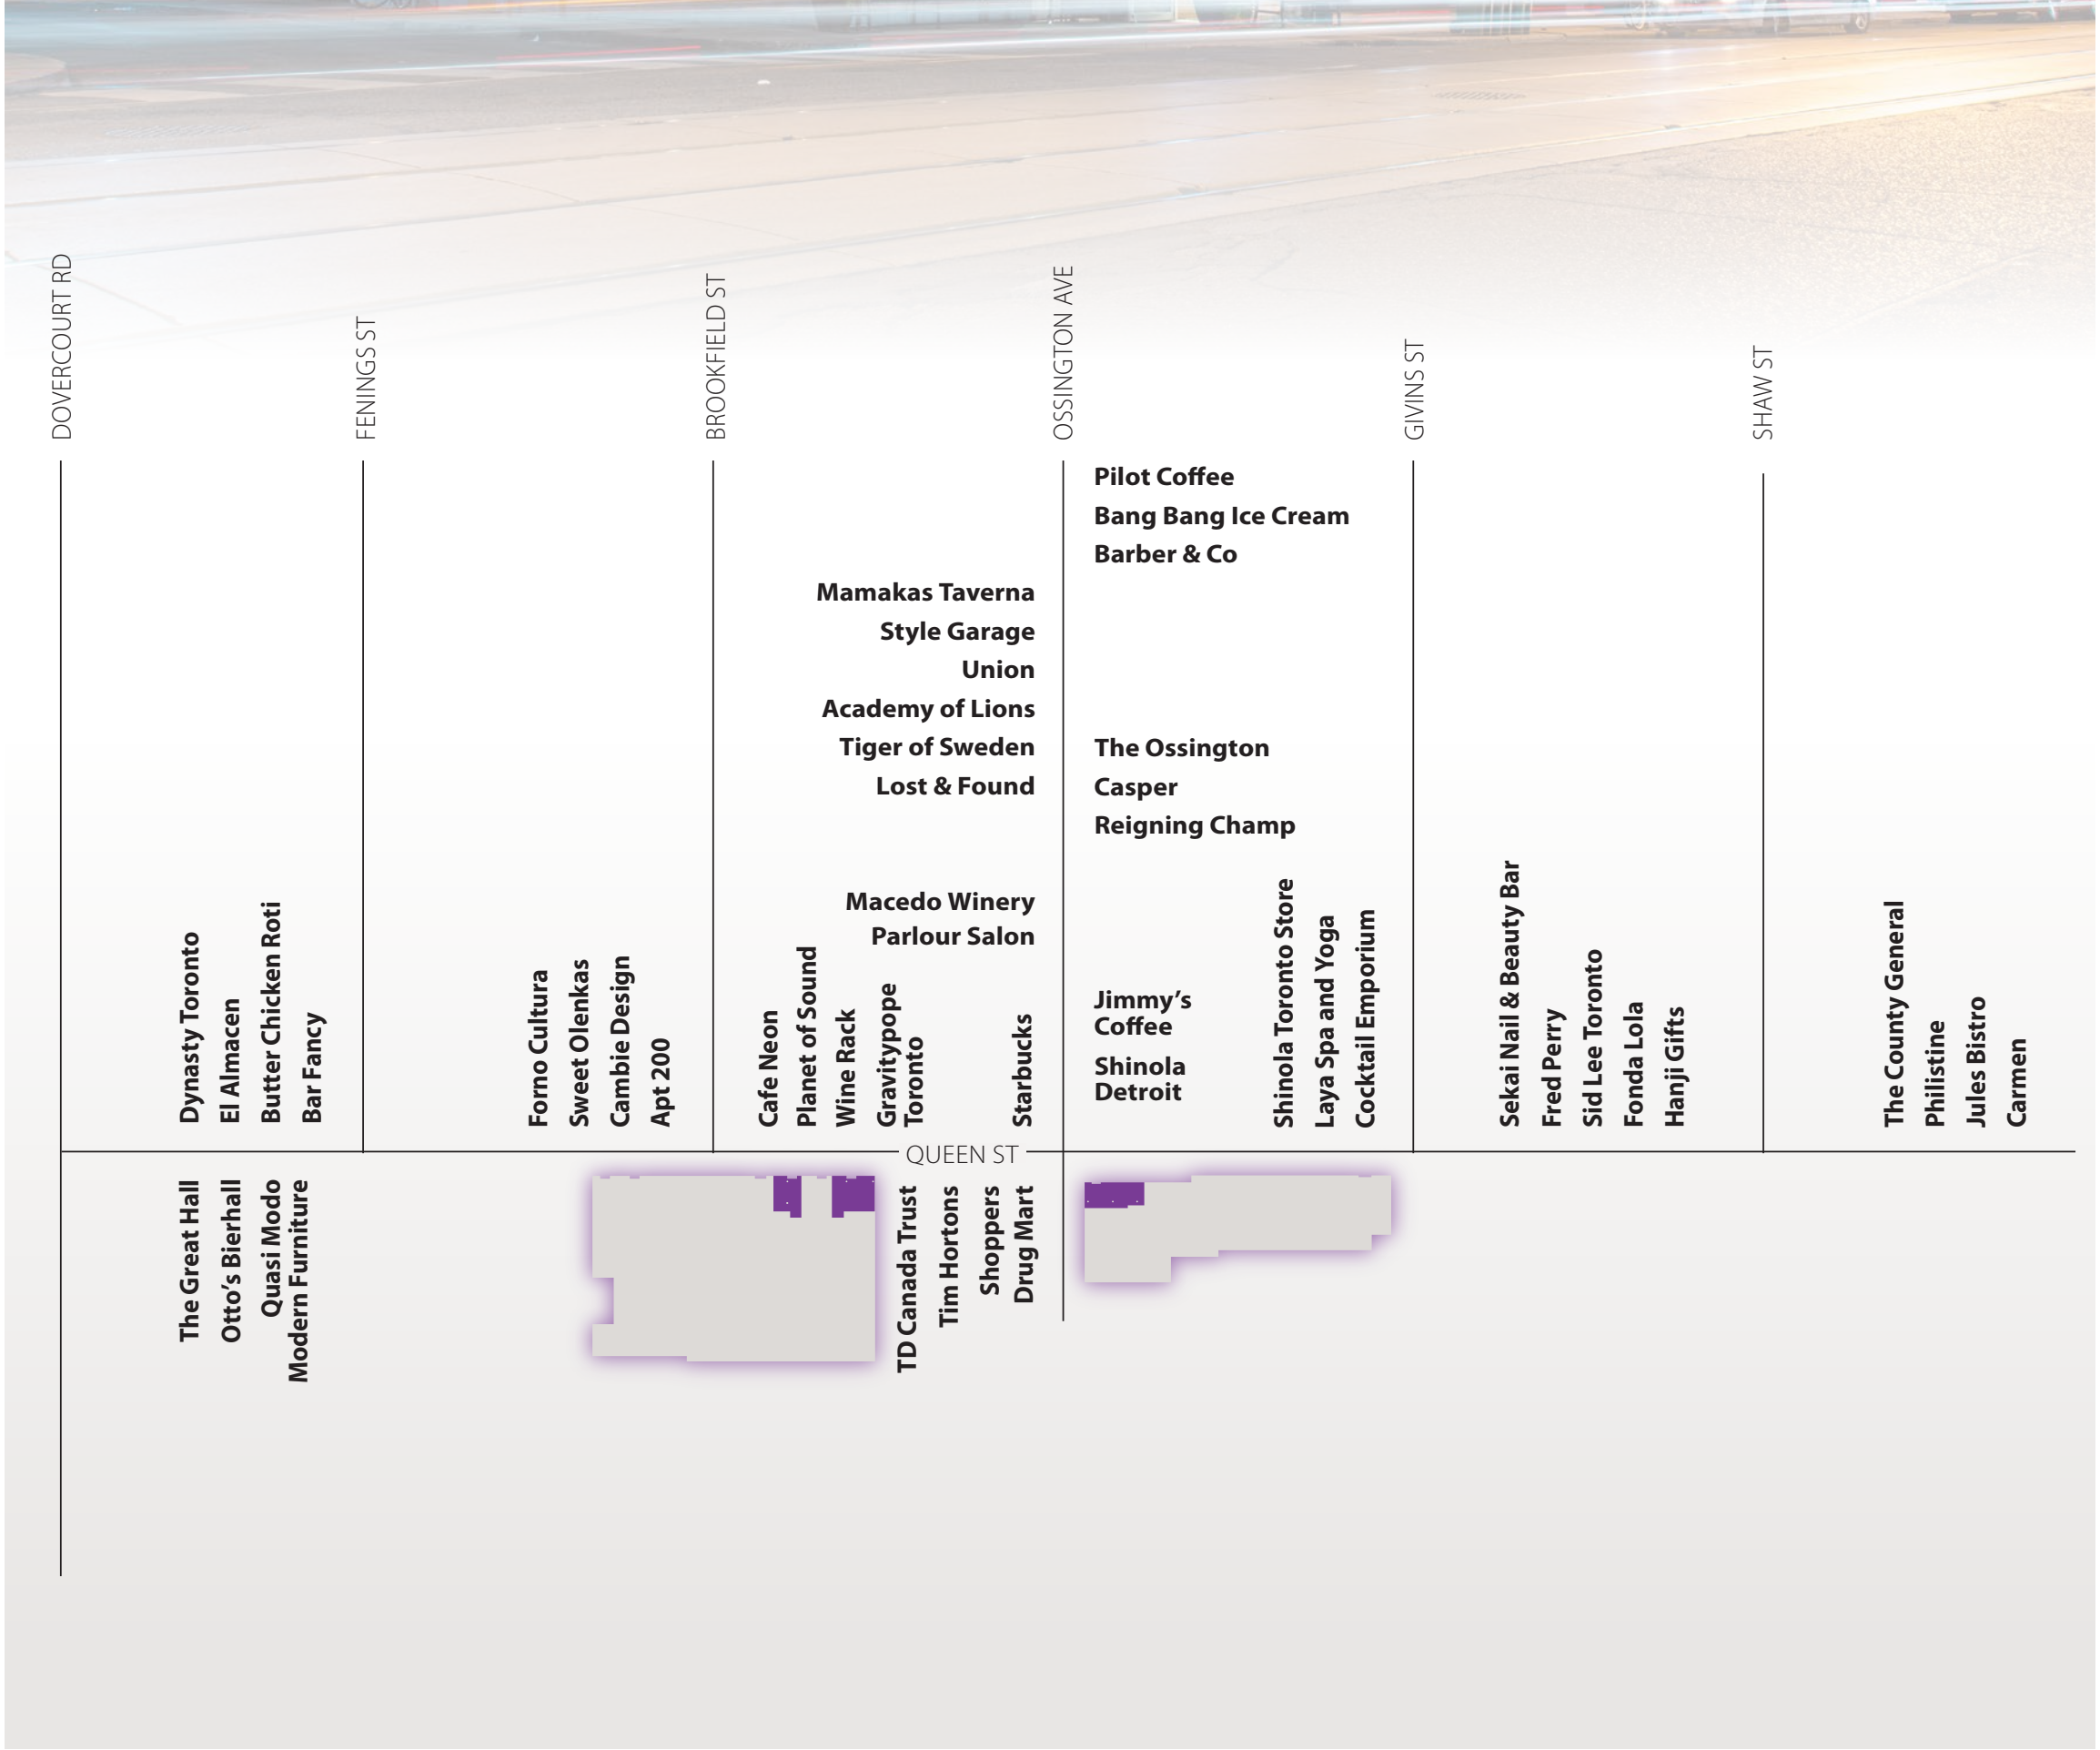 DOVERCOURT RD
FENINGS ST
BROOKFIELD ST
OSSINGTON AVE
GIVINS ST
SHAW ST
Pilot Coffee
Bang Bang Ice Cream
Barber & Co
Mamakas Taverna
Style Garage
Union
Academy of Lions
Tiger of Sweden
Lost & Found
The Ossington
Casper
Reigning Champ
Macedo Winery
Parlour Salon
Dynasty Toronto
El Almacen
Butter Chicken Roti
Bar Fancy
Forno Cultura
Sweet Olenkas
Cambie Design
Apt 200
Cafe Neon
Planet of Sound
Wine Rack
Gravitypope
Toronto
Starbucks
Jimmy’s
Coffee
Shinola
Detroit
Shinola Toronto Store
Laya Spa and Yoga
Cocktail Emporium
Sekai Nail & Beauty Bar
Fred Perry
Sid Lee Toronto
Fonda Lola
Hanji Gifts
The County General
Philistine
Jules Bistro
Carmen
QUEEN ST
The Great Hall
Otto’s Bierhall
Quasi Modo
Modern Furniture
TD Canada Trust
Tim Hortons
Shoppers
Drug Mart